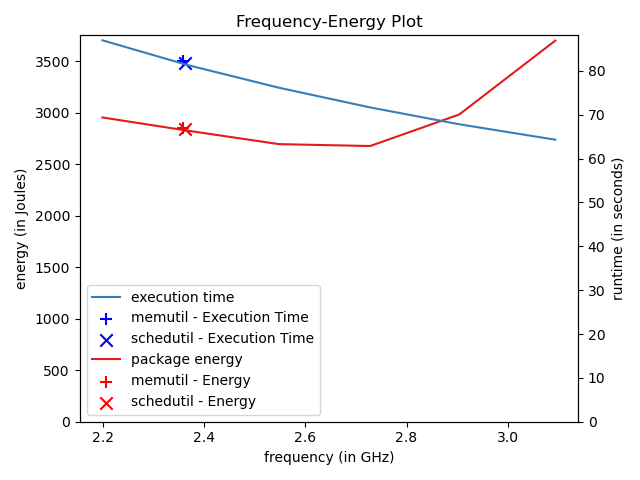 Frequency-Energy Plot
energy (in Joules)
3500
3000
2500
2000
1500
1000
500
0
execution time
memutil - Execution Time
schedutil - Execution Time
package energy
memutil - Energy
schedutil - Energy
80
70
60
50
40
30
20
10
0
runtime (in seconds)
2.2 2.4 2.6 2.8 3.0
frequency (in GHz)